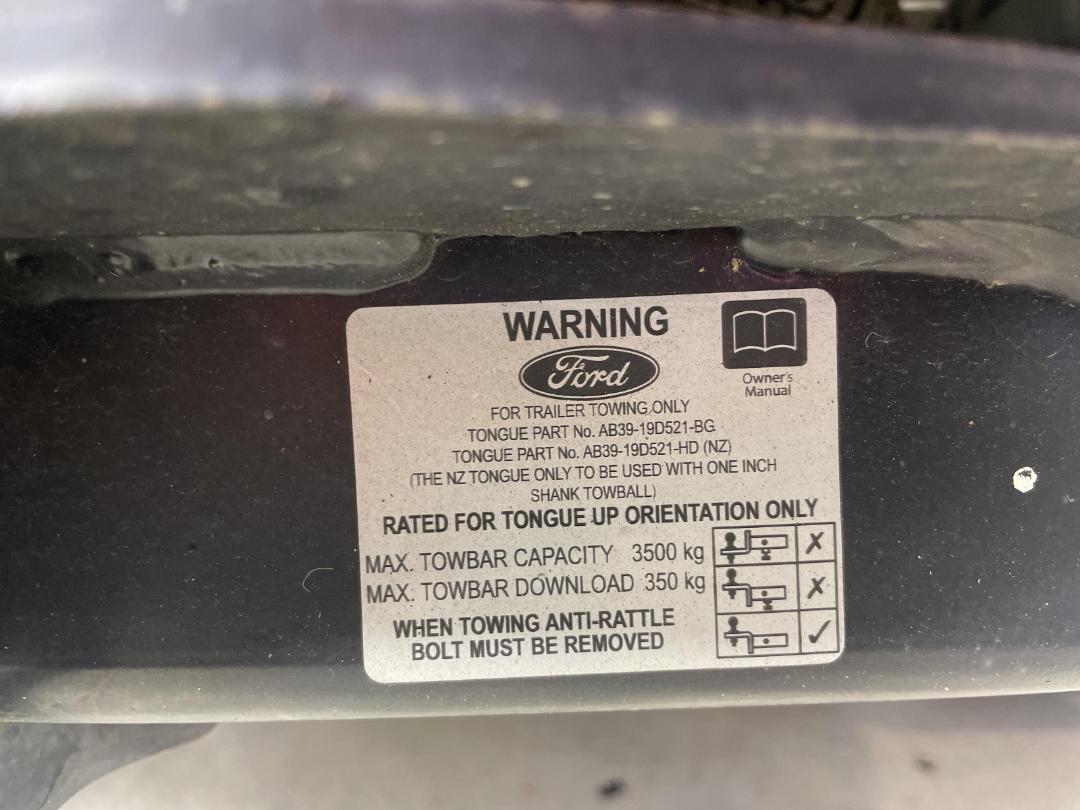 WARNING
Ford
Owner's
Manual
FOR TRAILER TOWING ONLY
TONGUE PART No. AB39-19D521-BG
TONGUE PART No. AB39-19D521-HD (NZ)
(THE NZ TONGUE ONLY TO BE USED WITH ONE INCH
SHANK TOWBALL)
RATED FOR TONGUE UP ORIENTATION ONLY
MAX. TOWBAR CAPACITY 3500 kg
MAX. TOWBAR DOWNLOAD 350 kg
WHEN TOWING ANTI-RATTLE
BOLT MUST BE REMOVED